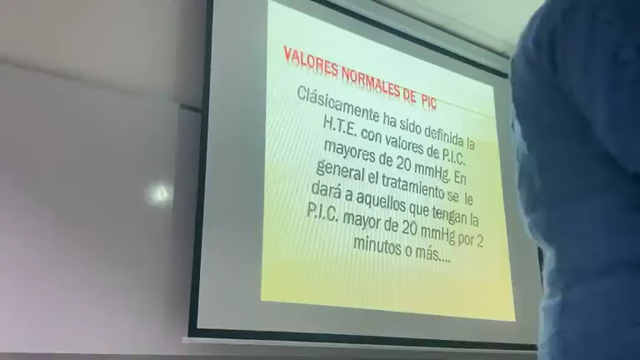 VALORES NORMALES DE PIC
Clásicamente ha sido definida la
H.T.E. con valores de P.I.C.
mayores de 20 mmHg. En
general el tratamiento se le
dará a aquellos que tengan la
P.I.C. mayor de 20 mmHg por 2
minutos o más....